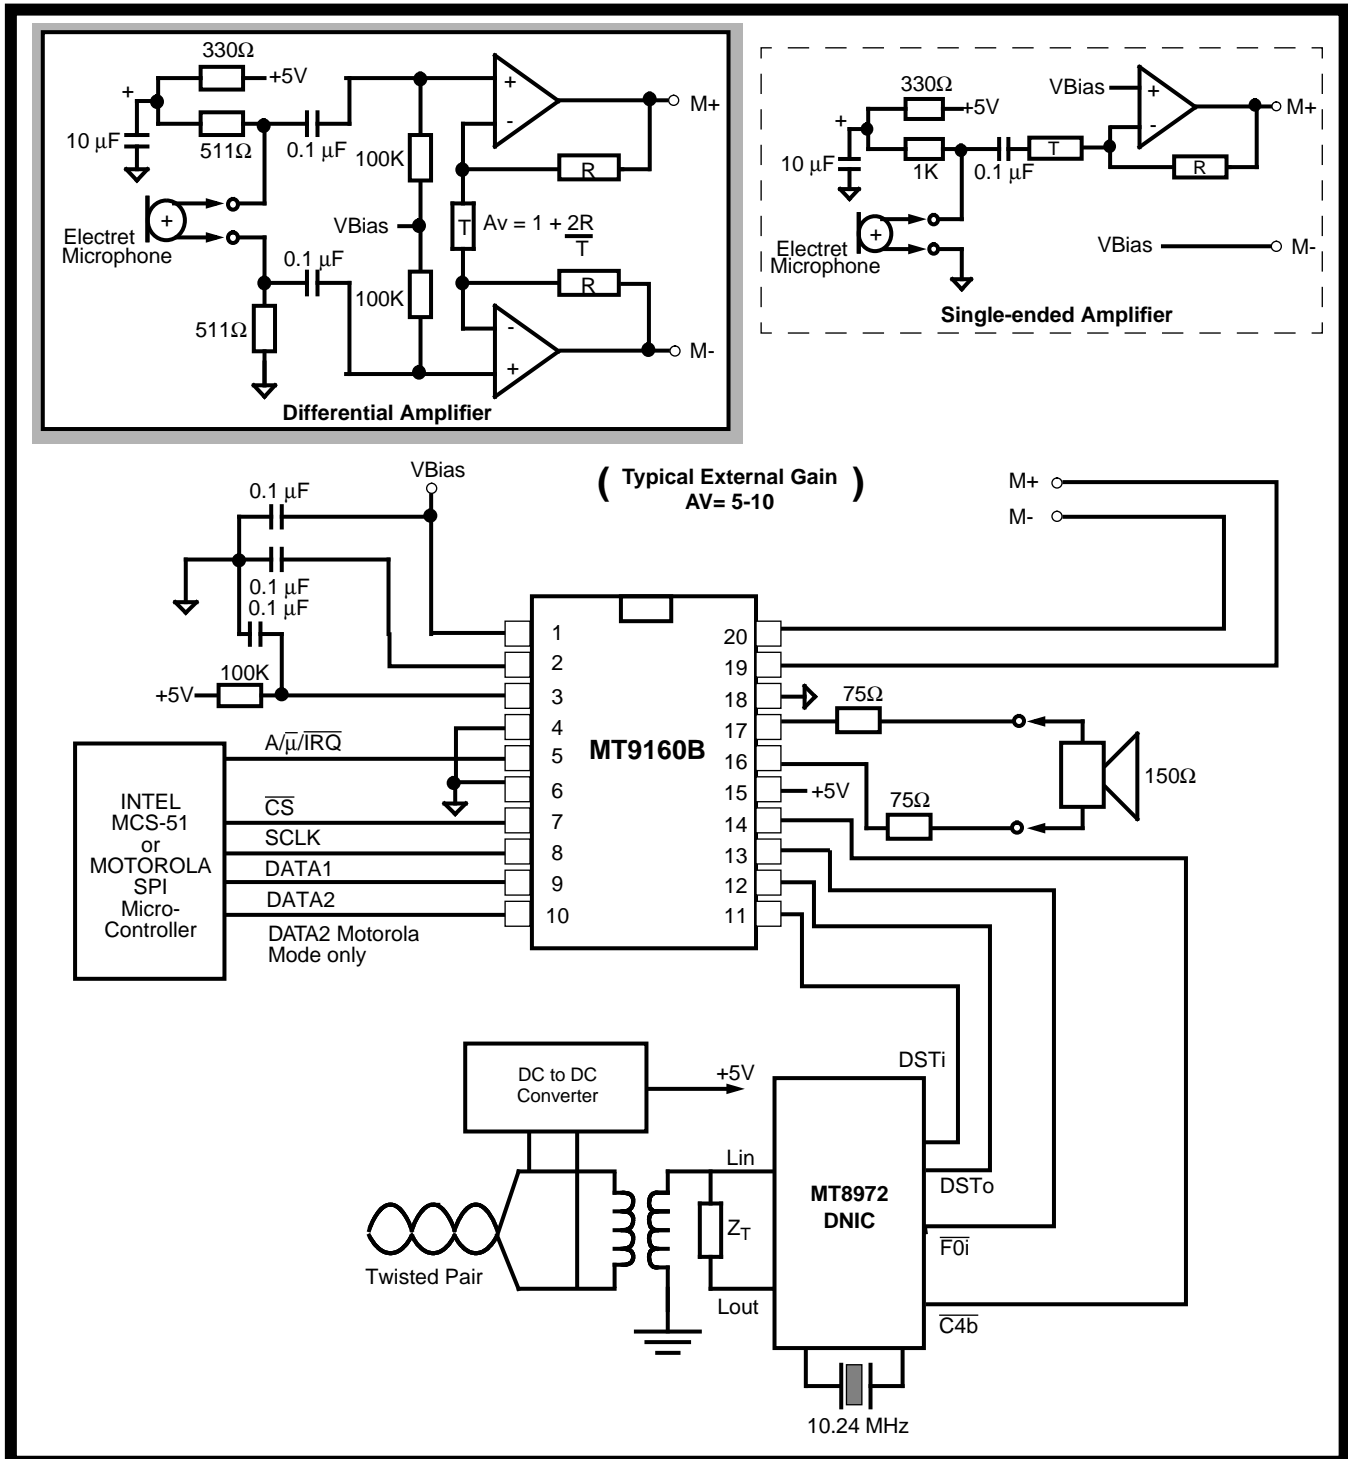 330Ω
+5V
+
10 µF
511Ω
0.1 µF
100K
+
-
M+
R
VBias
T
Av = 1 + 2R
T
+
Electret
Microphone
0.1 µF
100K
R
511Ω
-
+
M-
Differential Amplifier
330Ω
+5V
+
10 µF
1K
0.1 µF
T
VBias
+
-
M+
R
+
Electret
Microphone
VBias
M-
Single-ended Amplifier
VBias
( Typical External Gain )
AV= 5-10
M+
M-
0.1 µF
0.1 µF
0.1 µF
100K
+5V
1
2
3
4
5
6
7
8
9
10
MT9160B
20
19
18
17
16
15
14
13
12
11
75Ω
75Ω
150Ω
+5V
A/μ̅/I̅R̅Q̅
C̅S̅
SCLK
DATA1
DATA2
DATA2 Motorola
Mode only
INTEL
MCS-51
or
MOTOROLA
SPI
Micro-
Controller
DC to DC
Converter
+5V
DSTi
Lin
DSTo
MT8972
DNIC
ZT
F̅0̅i̅
Twisted Pair
Lout
C̅4̅b̅
10.24 MHz